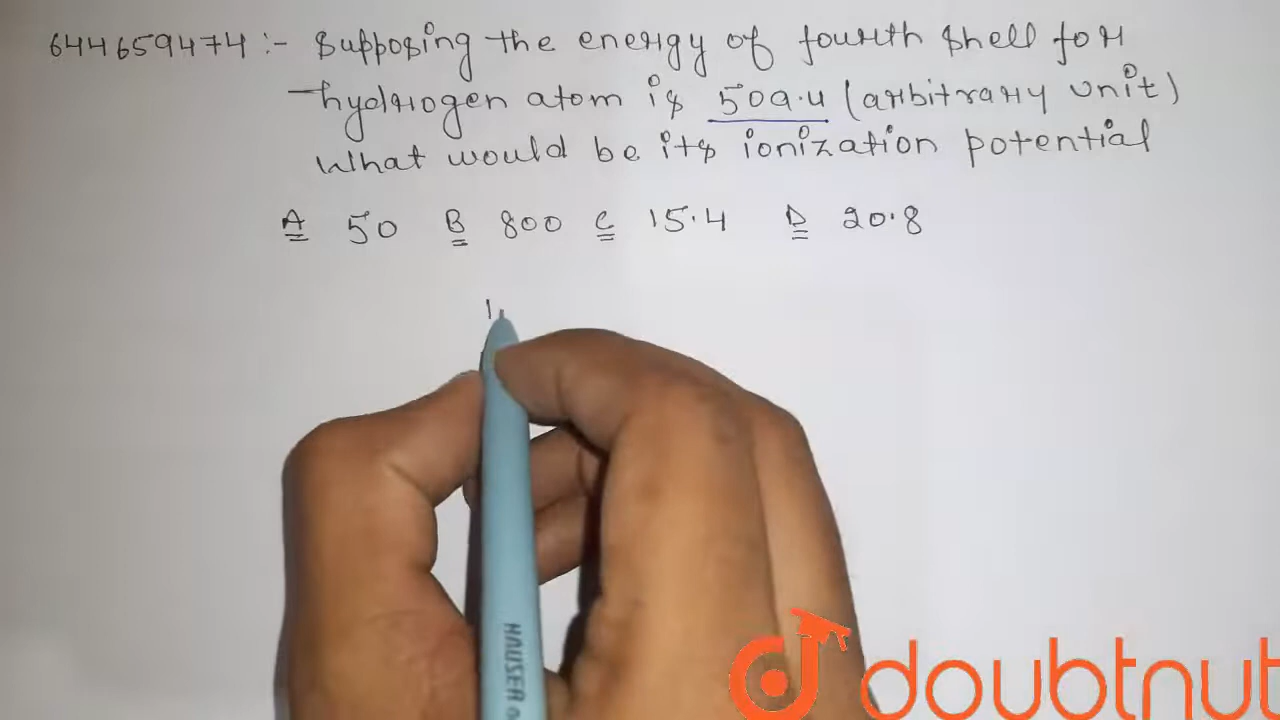 644659474:- Supposing the energy of fourth shell for
hydrogen atom is 50a.u (arbitrary unit)
What would be its ionization potential
A 50 B 800 C 15.4 D 20.8
HAUSER
doubtnut